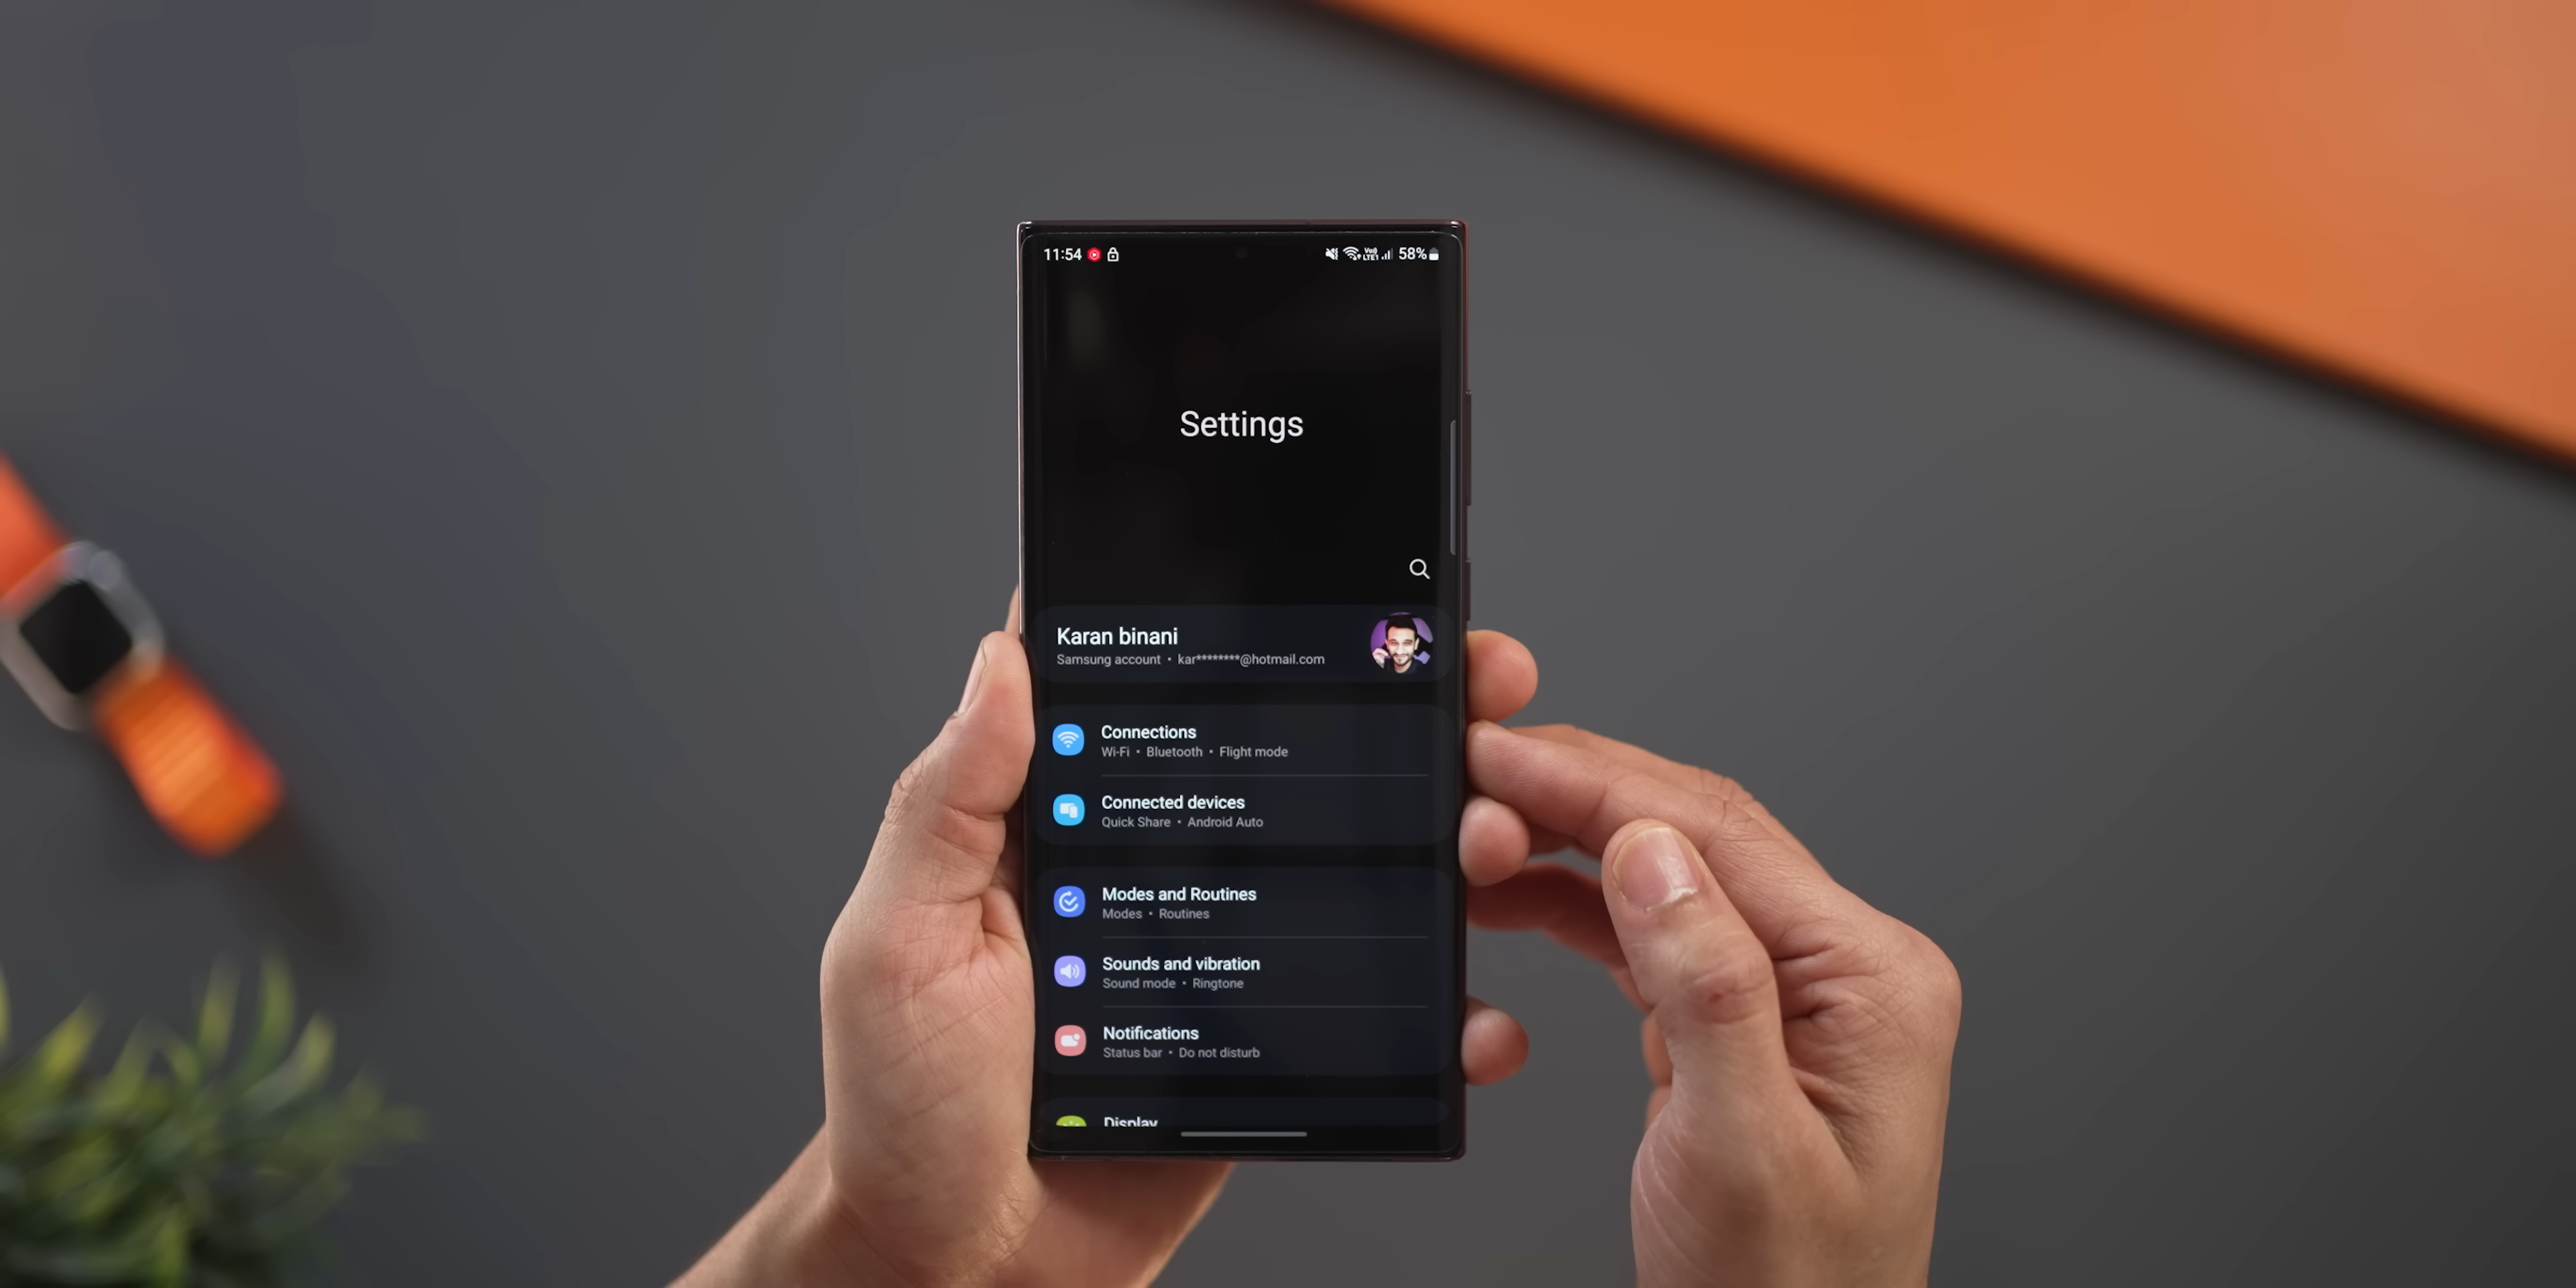 11:54 58%
Settings
Karan binani
Samsung account • kar********@hotmail.com
Connections
Wi-Fi • Bluetooth • Flight mode
Connected devices
Quick Share • Android Auto
Modes and Routines
Modes • Routines
Sounds and vibration
Sound mode • Ringtone
Notifications
Status bar • Do not disturb
Display